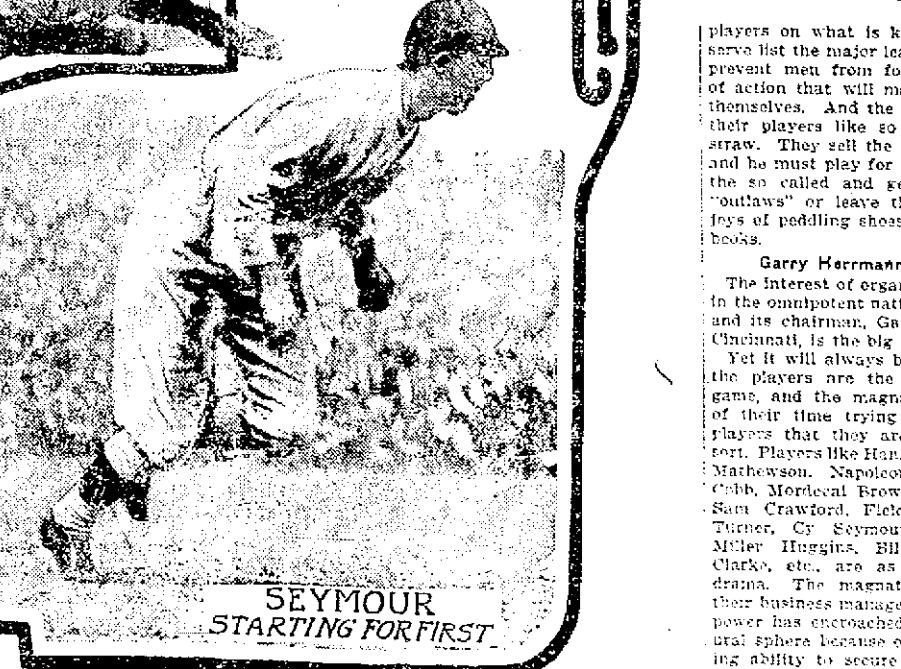 SEYMOUR
STARTING FOR FIRST
players on what is k
serve list the major lea
prevent men from fo
of action that will m
themselves. And the
their players like so
straw. They sell the
and he must play for
the so called and ge
"outlaws" or leave th
joys of peddling shoes
books.
Garry Herrmann
The interest of orga
in the omnipotent nati
and its chairman, Ga
Cincinnati, is the big
Yet it will always b
the players are the
game, and the magna
of their time trying
players that they are
sort. Players like Han
Mathewson, Napoleon
Cobb, Mordecai Brow
Sam Crawford, Field
Turner, Cy Seymou
Miller Huggins, Bil
Clarke, etc., are as
drama. The magnat
their business manage
power has encroached
ural sphere because o
ing ability to secure